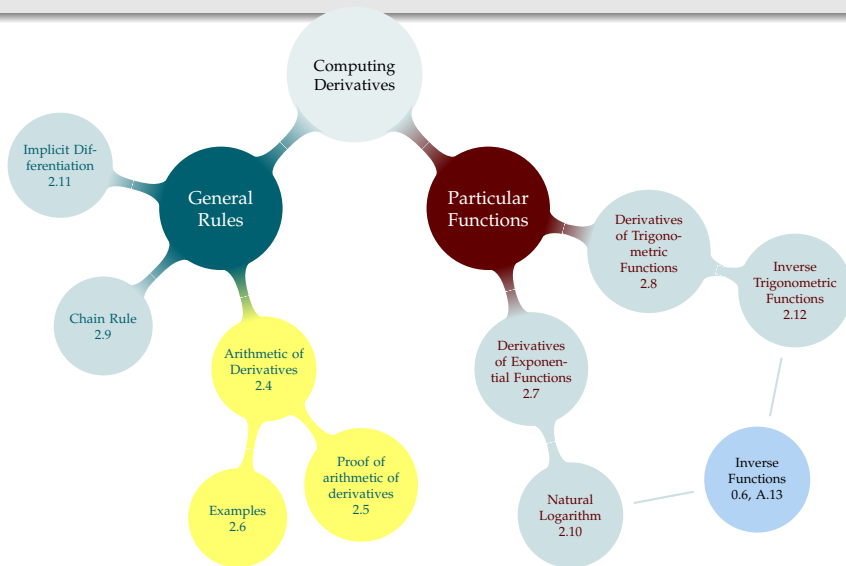 Computing
Derivatives
Implicit Dif-
ferentiation
2.11
General
Rules
Particular
Functions
Derivatives
of Trigono-
metric
Functions
2.8
Inverse
Trigonometric
Functions
2.12
Chain Rule
2.9
Arithmetic of
Derivatives
2.4
Derivatives
of Exponen-
tial Functions
2.7
Examples
2.6
Proof of
arithmetic of
derivatives
2.5
Natural
Logarithm
2.10
Inverse
Functions
0.6, A.13